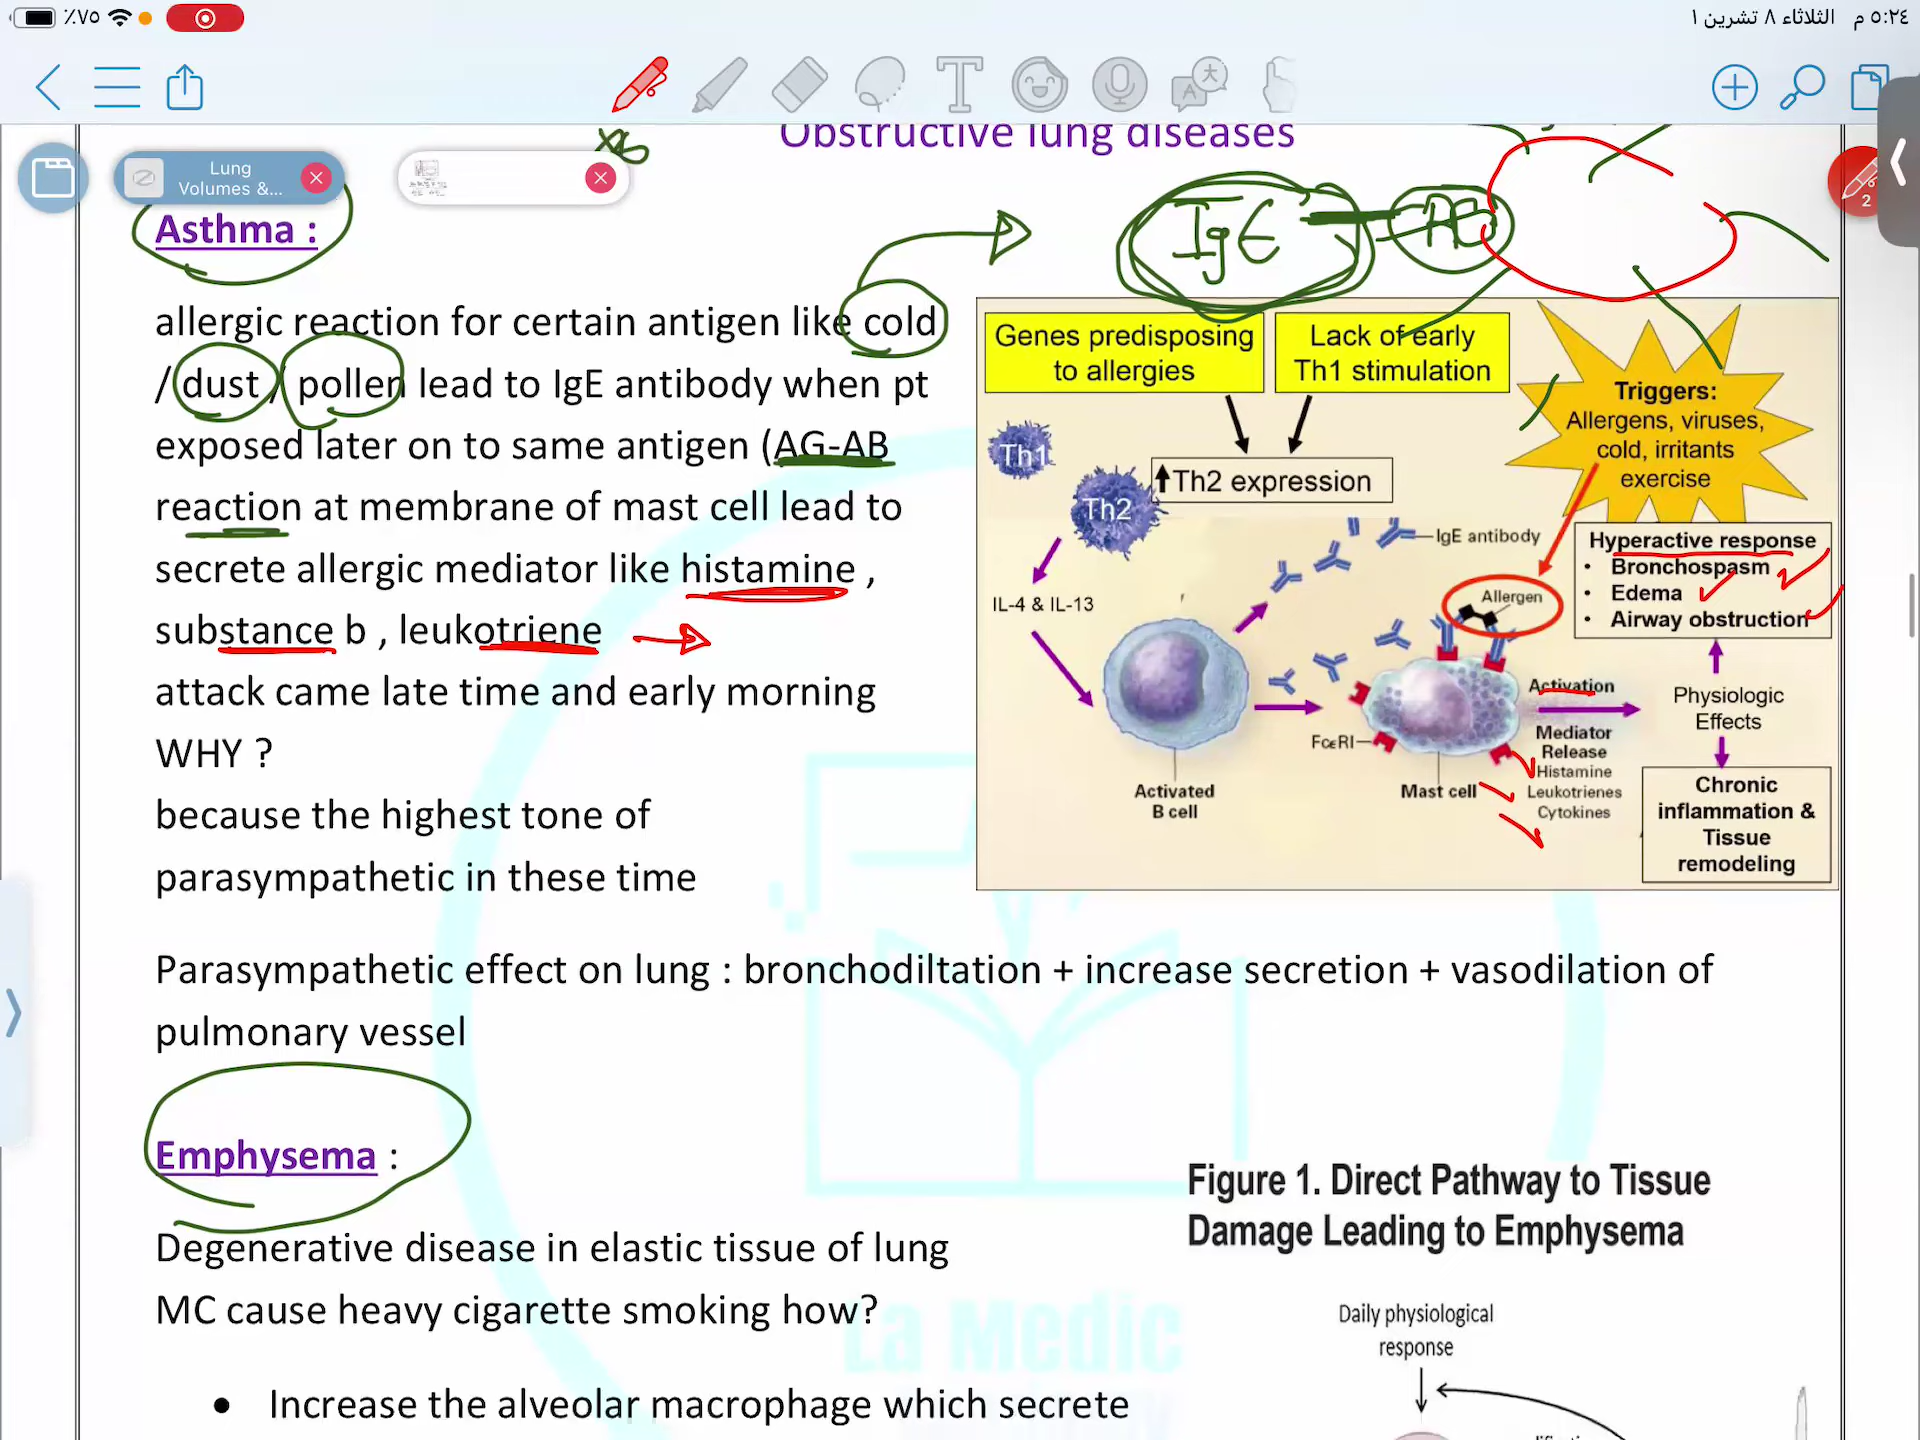 ٪٧٥
٥:٢٤ م الثلاثاء ٨ تشرين ١
Obstructive lung diseases
Lung
Volumes &...
2
Asthma :
IgE
AB
allergic reaction for certain antigen like cold
/ dust / pollen lead to IgE antibody when pt
exposed later on to same antigen (AG-AB
reaction at membrane of mast cell lead to
secrete allergic mediator like histamine ,
substance b , leukotriene
attack came late time and early morning
WHY ?
because the highest tone of
parasympathetic in these time
Genes predisposing
to allergies
Lack of early
Th1 stimulation
Triggers:
Allergens, viruses,
cold, irritants
exercise
Th1
Th2
Th2 expression
IgE antibody
Hyperactive response
• Bronchospasm
• Edema
• Airway obstruction
IL-4 & IL-13
Allergen
Activation
Physiologic
Effects
FcεRI
Mediator
Release
Histamine
Leukotrienes
Cytokines
Activated
B cell
Mast cell
Chronic
inflammation &
Tissue
remodeling
Parasympathetic effect on lung : bronchodiltation + increase secretion + vasodilation of
pulmonary vessel
Emphysema :
Degenerative disease in elastic tissue of lung
MC cause heavy cigarette smoking how?
• Increase the alveolar macrophage which secrete
Figure 1. Direct Pathway to Tissue
Damage Leading to Emphysema
Daily physiological
response
La Medic